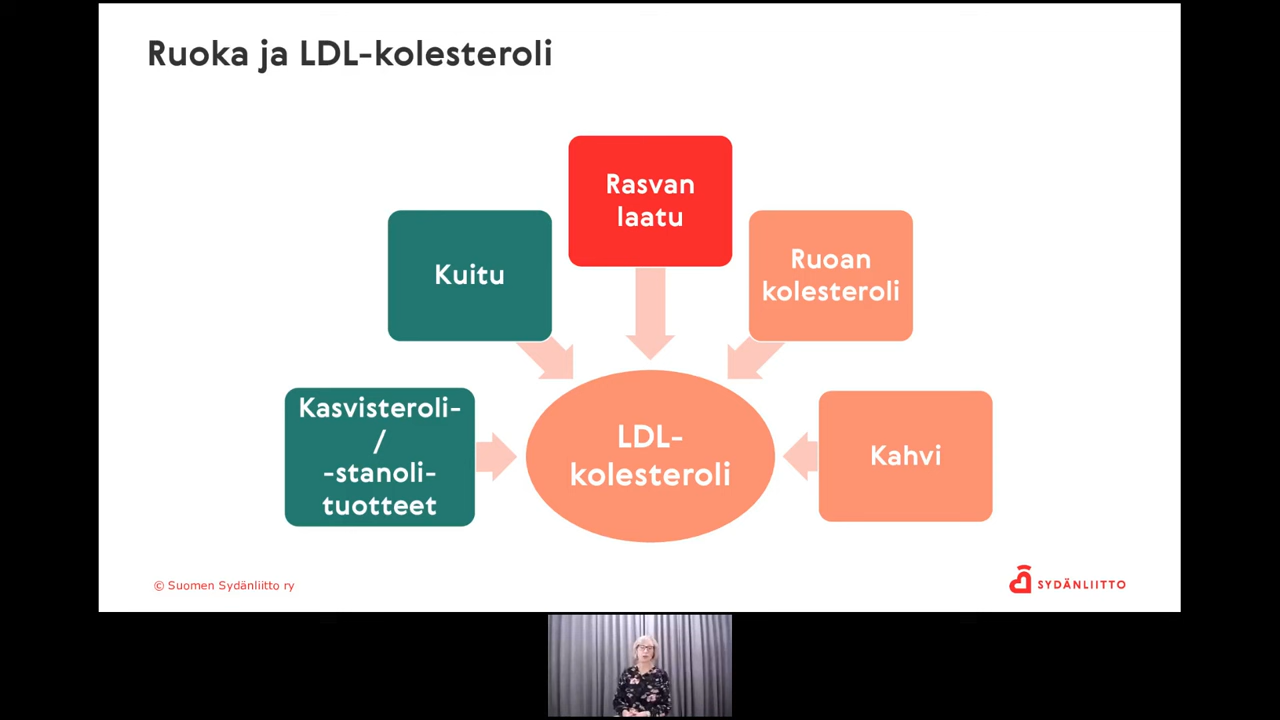 Ruoka ja LDL-kolesteroli
Rasvan
laatu
Kuitu
Ruoan
kolesteroli
Kasvisteroli-
/
-stanoli-
tuotteet
LDL-
kolesteroli
Kahvi
© Suomen Sydänliitto ry
SYDÄNLIITTO